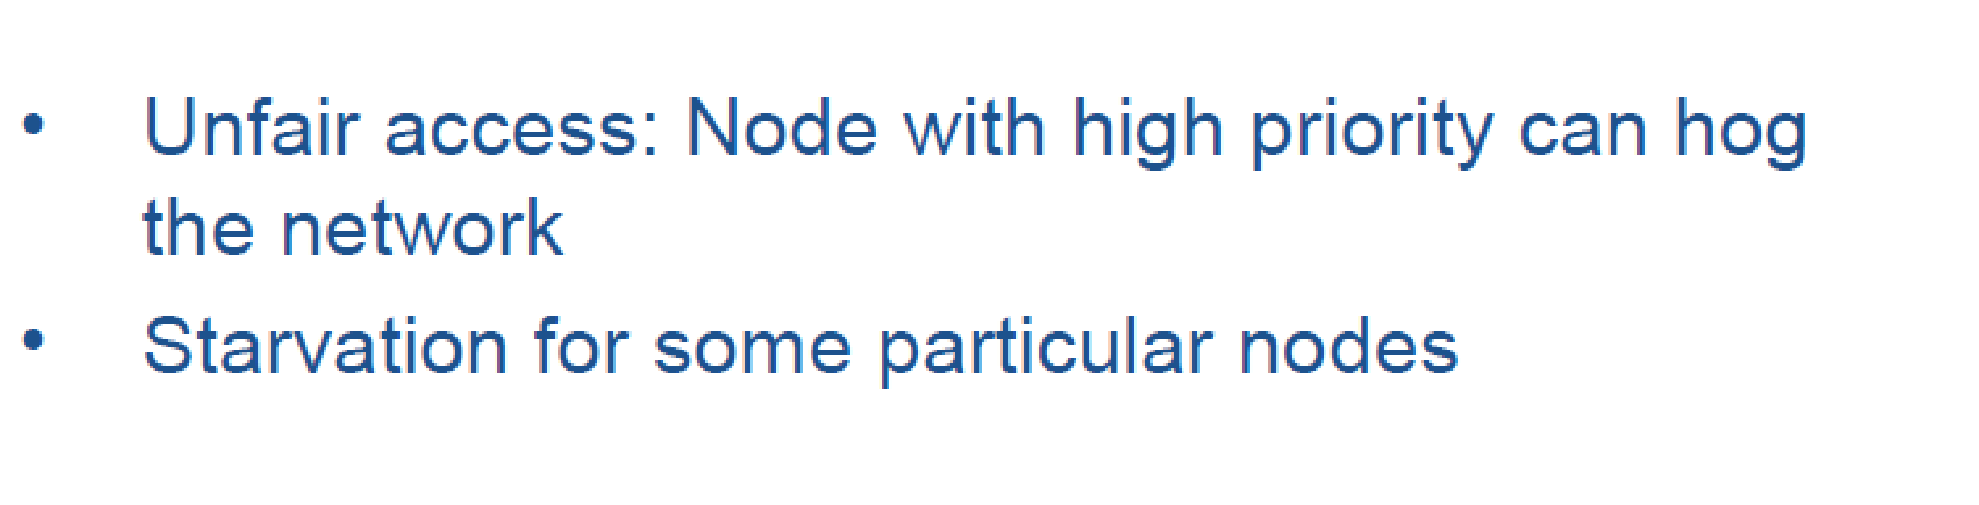 • Unfair access: Node with high priority can hog
the network
• Starvation for some particular nodes